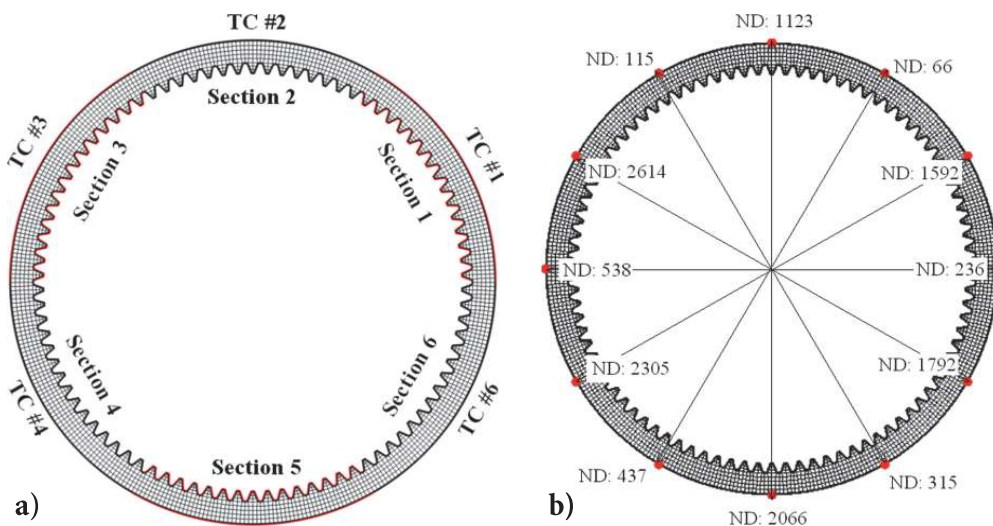 TC #2
Section 2
TC #3
Section 3
TC #1
Section 1
Section 4
TC #4
Section 6
TC #6
Section 5
a)
ND: 1123
ND: 115
ND: 66
ND: 2614
ND: 1592
ND: 538
ND: 236
ND: 2305
ND: 1792
ND: 437
ND: 315
ND: 2066
b)